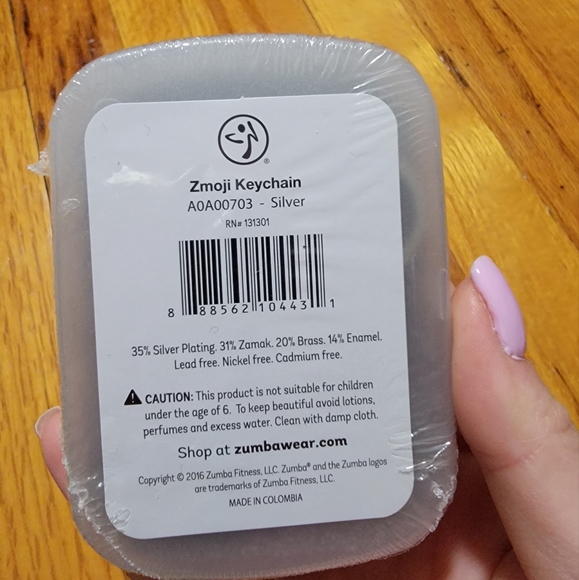 ®
Zmoji Keychain
A0A00703 - Silver
RN# 131301
8 88562 10443 1
35% Silver Plating. 31% Zamak. 20% Brass. 14% Enamel.
Lead free. Nickel free. Cadmium free.
CAUTION: This product is not suitable for children
under the age of 6. To keep beautiful avoid lotions,
perfumes and excess water. Clean with damp cloth.
Shop at zumbawear.com
Copyright © 2016 Zumba Fitness, LLC. Zumba® and the Zumba logos
are trademarks of Zumba Fitness, LLC.
MADE IN COLOMBIA